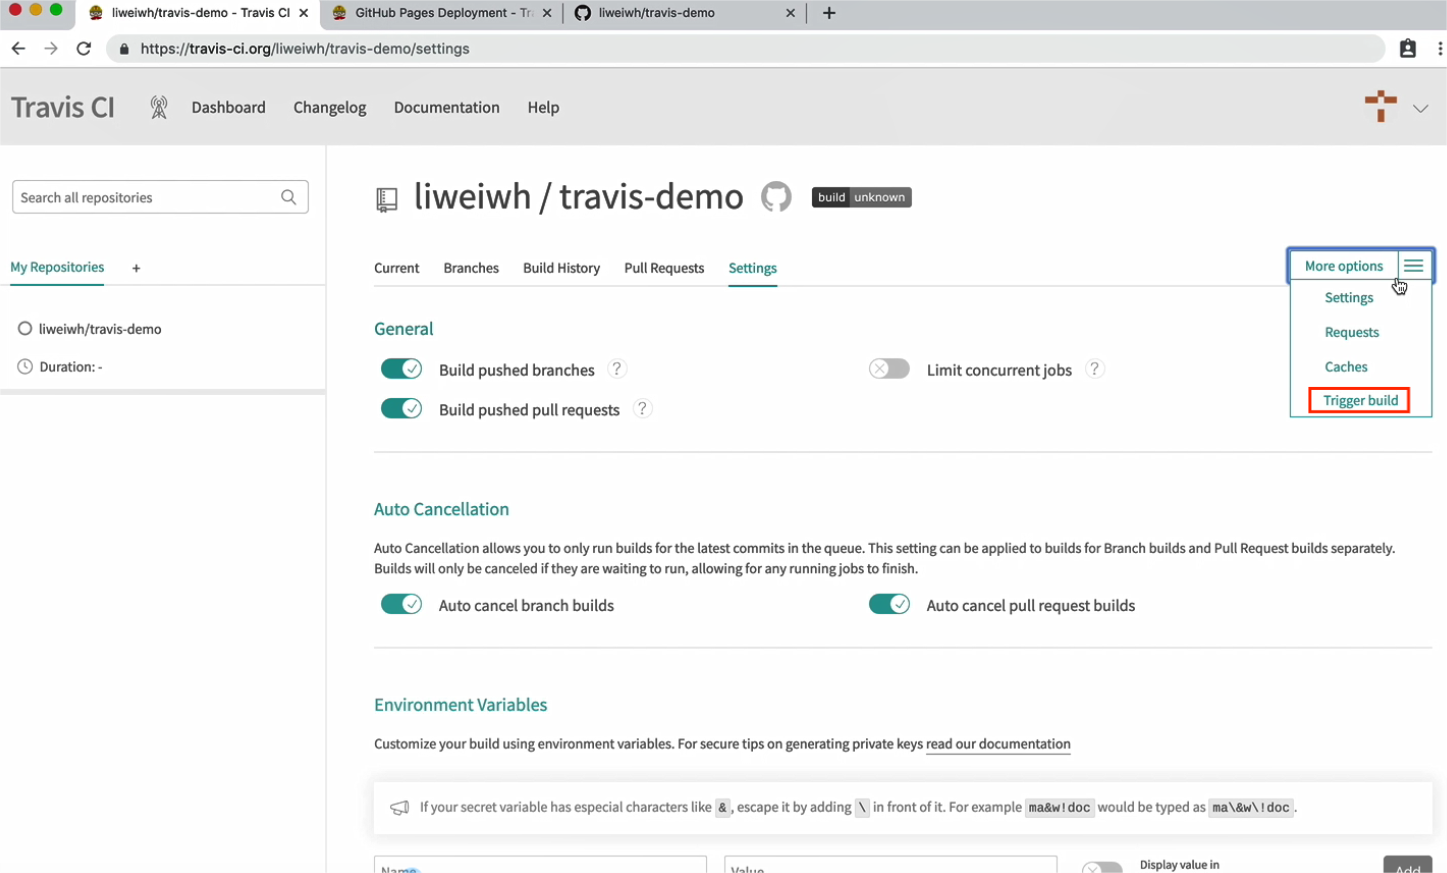 liweiwh/travis-demo - Travis CI
GitHub Pages Deployment - Tr
liweiwh/travis-demo
https://travis-ci.org/liweiwh/travis-demo/settings
Travis CI
Dashboard
Changelog
Documentation
Help
Search all repositories
liweiwh / travis-demo
build unknown
My Repositories +
Current
Branches
Build History
Pull Requests
Settings
More options
Settings
Requests
Caches
Trigger build
liweiwh/travis-demo
Duration: -
General
Build pushed branches ?
Limit concurrent jobs ?
Build pushed pull requests ?
Auto Cancellation
Auto Cancellation allows you to only run builds for the latest commits in the queue. This setting can be applied to builds for Branch builds and Pull Request builds separately.
Builds will only be canceled if they are waiting to run, allowing for any running jobs to finish.
Auto cancel branch builds
Auto cancel pull request builds
Environment Variables
Customize your build using environment variables. For secure tips on generating private keys read our documentation
If your secret variable has especial characters like &, escape it by adding \ in front of it. For example ma&w!doc would be typed as ma\&w\!doc.
Name
Value
Display value in
Add